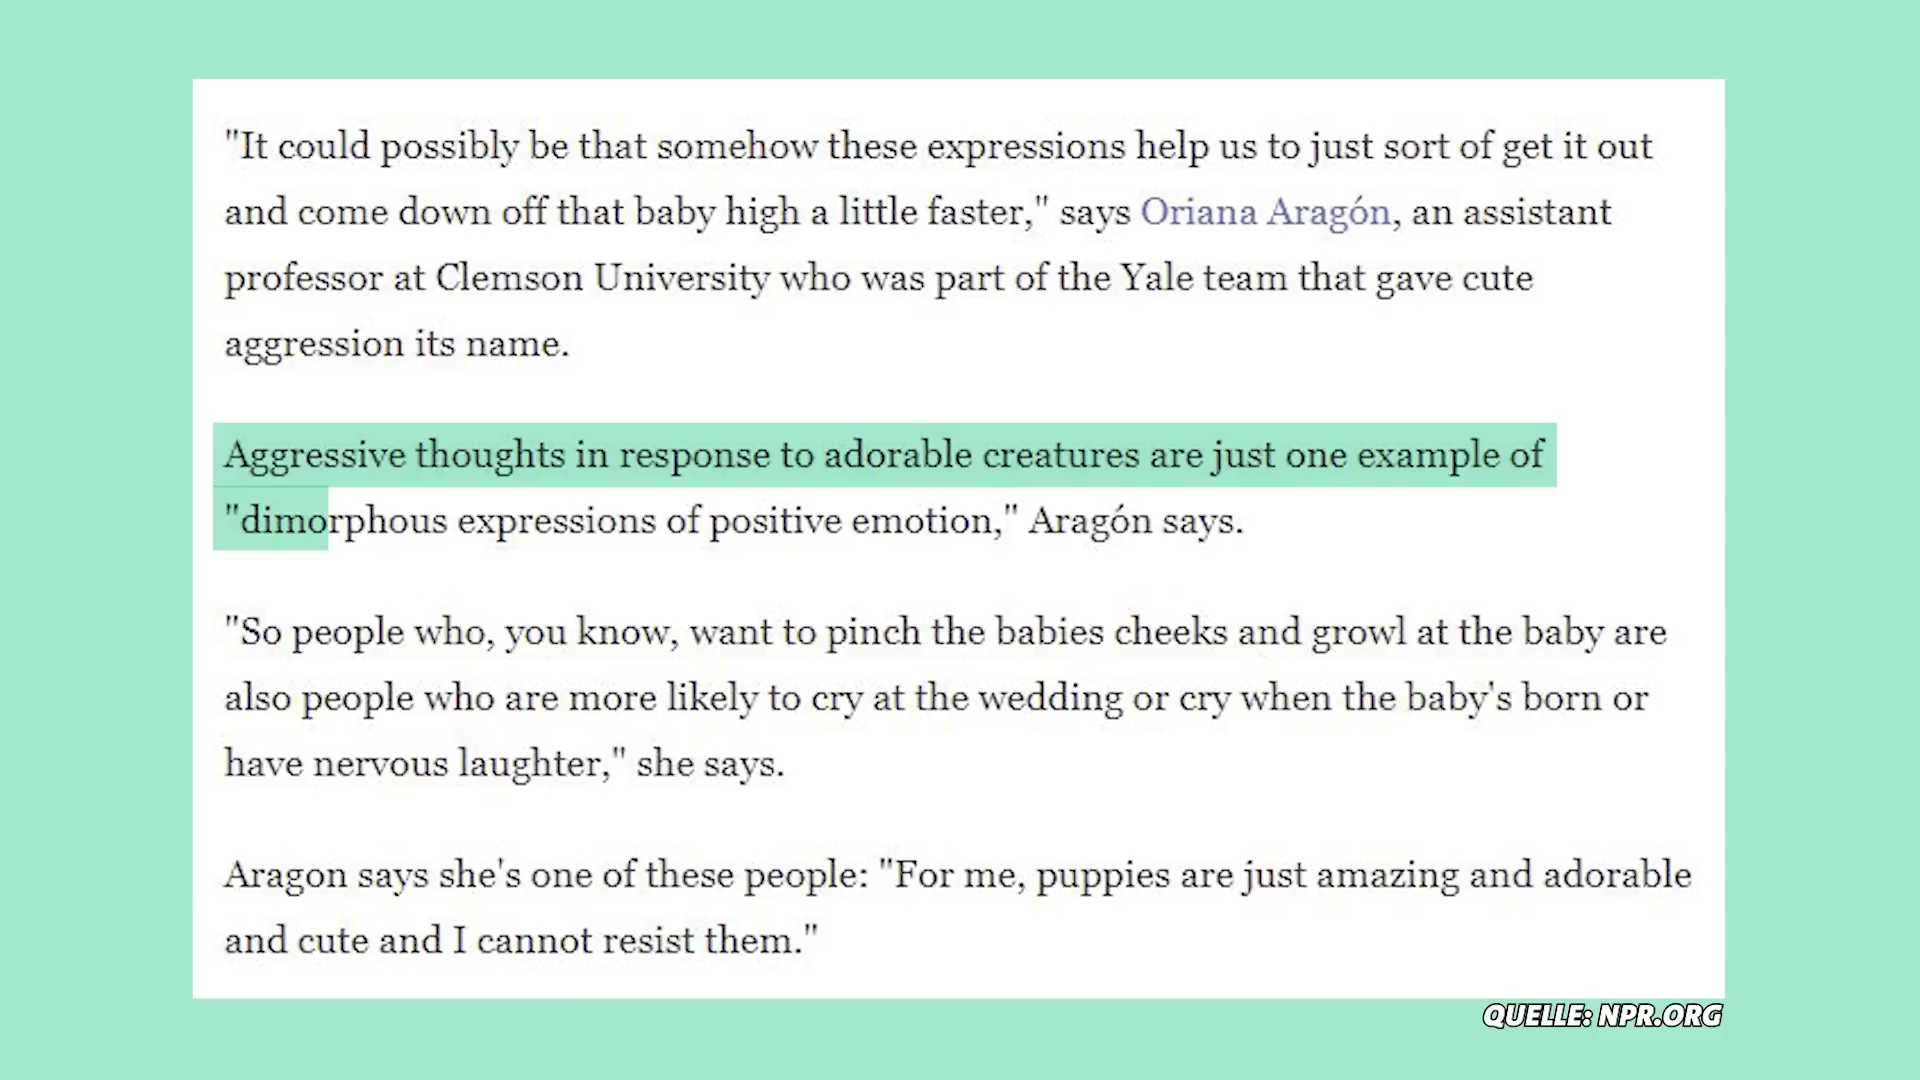 "It could possibly be that somehow these expressions help us to just sort of get it out
and come down off that baby high a little faster," says Oriana Aragón, an assistant
professor at Clemson University who was part of the Yale team that gave cute
aggression its name.
Aggressive thoughts in response to adorable creatures are just one example of
"dimorphous expressions of positive emotion," Aragón says.
"So people who, you know, want to pinch the babies cheeks and growl at the baby are
also people who are more likely to cry at the wedding or cry when the baby's born or
have nervous laughter," she says.
Aragon says she's one of these people: "For me, puppies are just amazing and adorable
and cute and I cannot resist them."
QUELLE: NPR.ORG